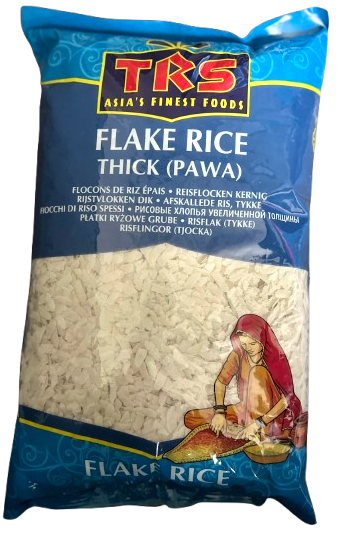 TRS
ASIA'S FINEST FOODS
FLAKE RICE
THICK (PAWA)
FLOCONS DE RIZ ÉPAIS • REISFLOCKEN KERNIG
RIJSTVLOKKEN DIK • AFSKALLEDE RIS, TYKKE
FIOCCHI DI RISO SPESSI • РИСОВЫЕ ХЛОПЬЯ УВЕЛИЧЕННОЙ ТОЛЩИНЫ
PŁATKI RYŻOWE GRUBE • RISFLAK (TYKKE)
RISFLINGOR (TJOCKA)
FLAKE RICE